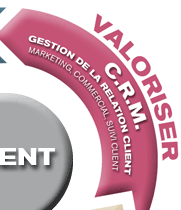 VALORISER
C.R.M.
GESTION DE LA RELATION CLIENT
MARKETING, COMMERCIAL, SUIVI CLIENT
ENT